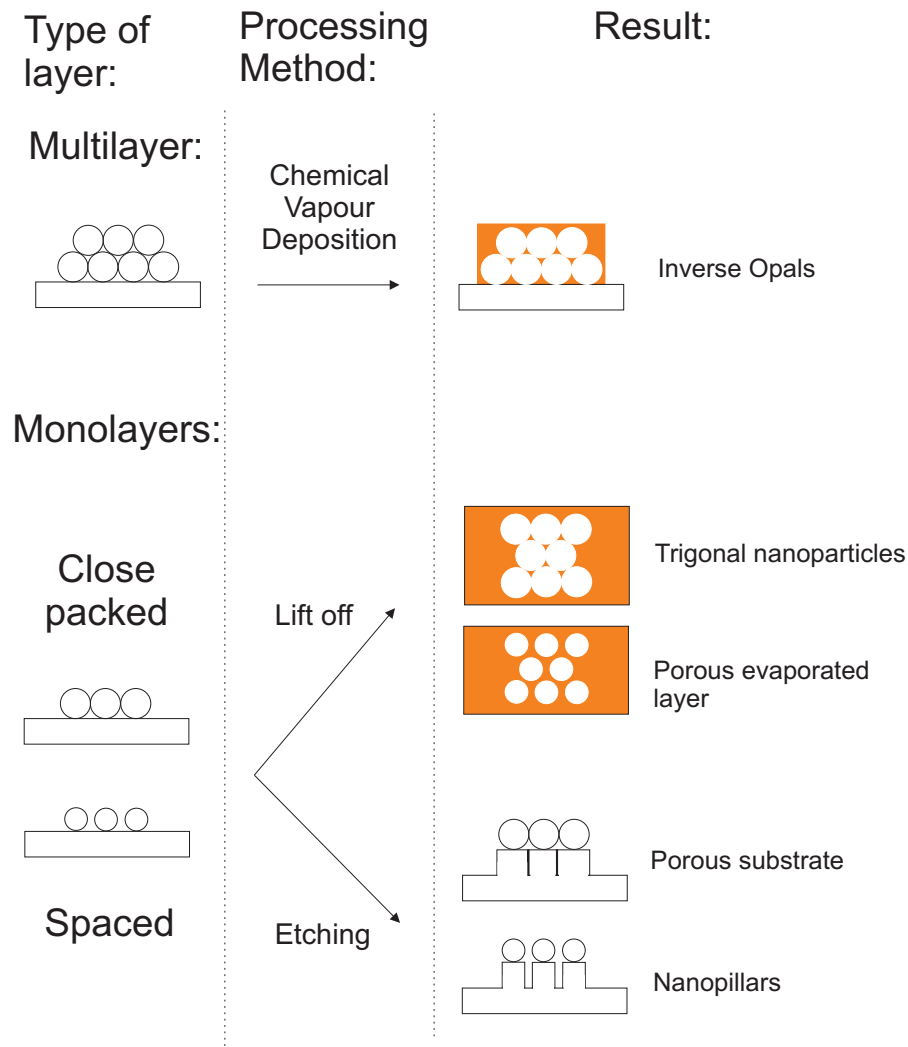 Type of
layer:
Processing
Method:
Result:
Multilayer:
Chemical
Vapour
Deposition
Inverse Opals
Monolayers:
Close
packed
Lift off
Trigonal nanoparticles
Porous evaporated
layer
Spaced
Etching
Porous substrate
Nanopillars